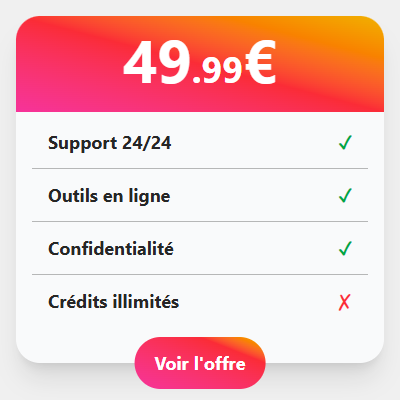 49.99€
Support 24/24 ✓
Outils en ligne ✓
Confidentialité ✓
Crédits illimités ✗
Voir l'offre